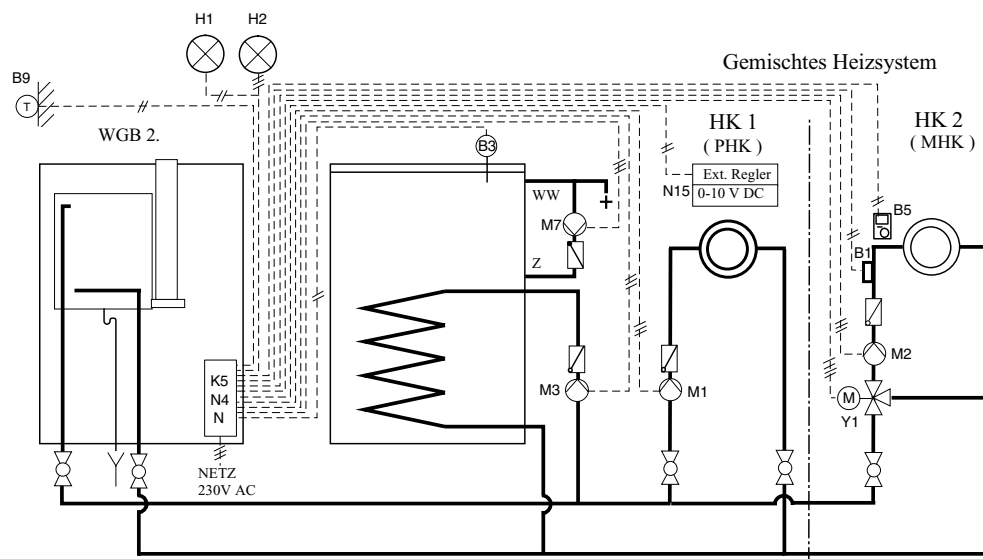 H1
H2
Gemischtes Heizsystem
B9
T
WGB 2.
HK 1
( PHK )
HK 2
( MHK )
B3
Ext. Regler
N15
0-10 V DC
WW
M7
B5
Z
B1
M2
K5
N4
N
M3
M1
M
Y1
NETZ
230V AC